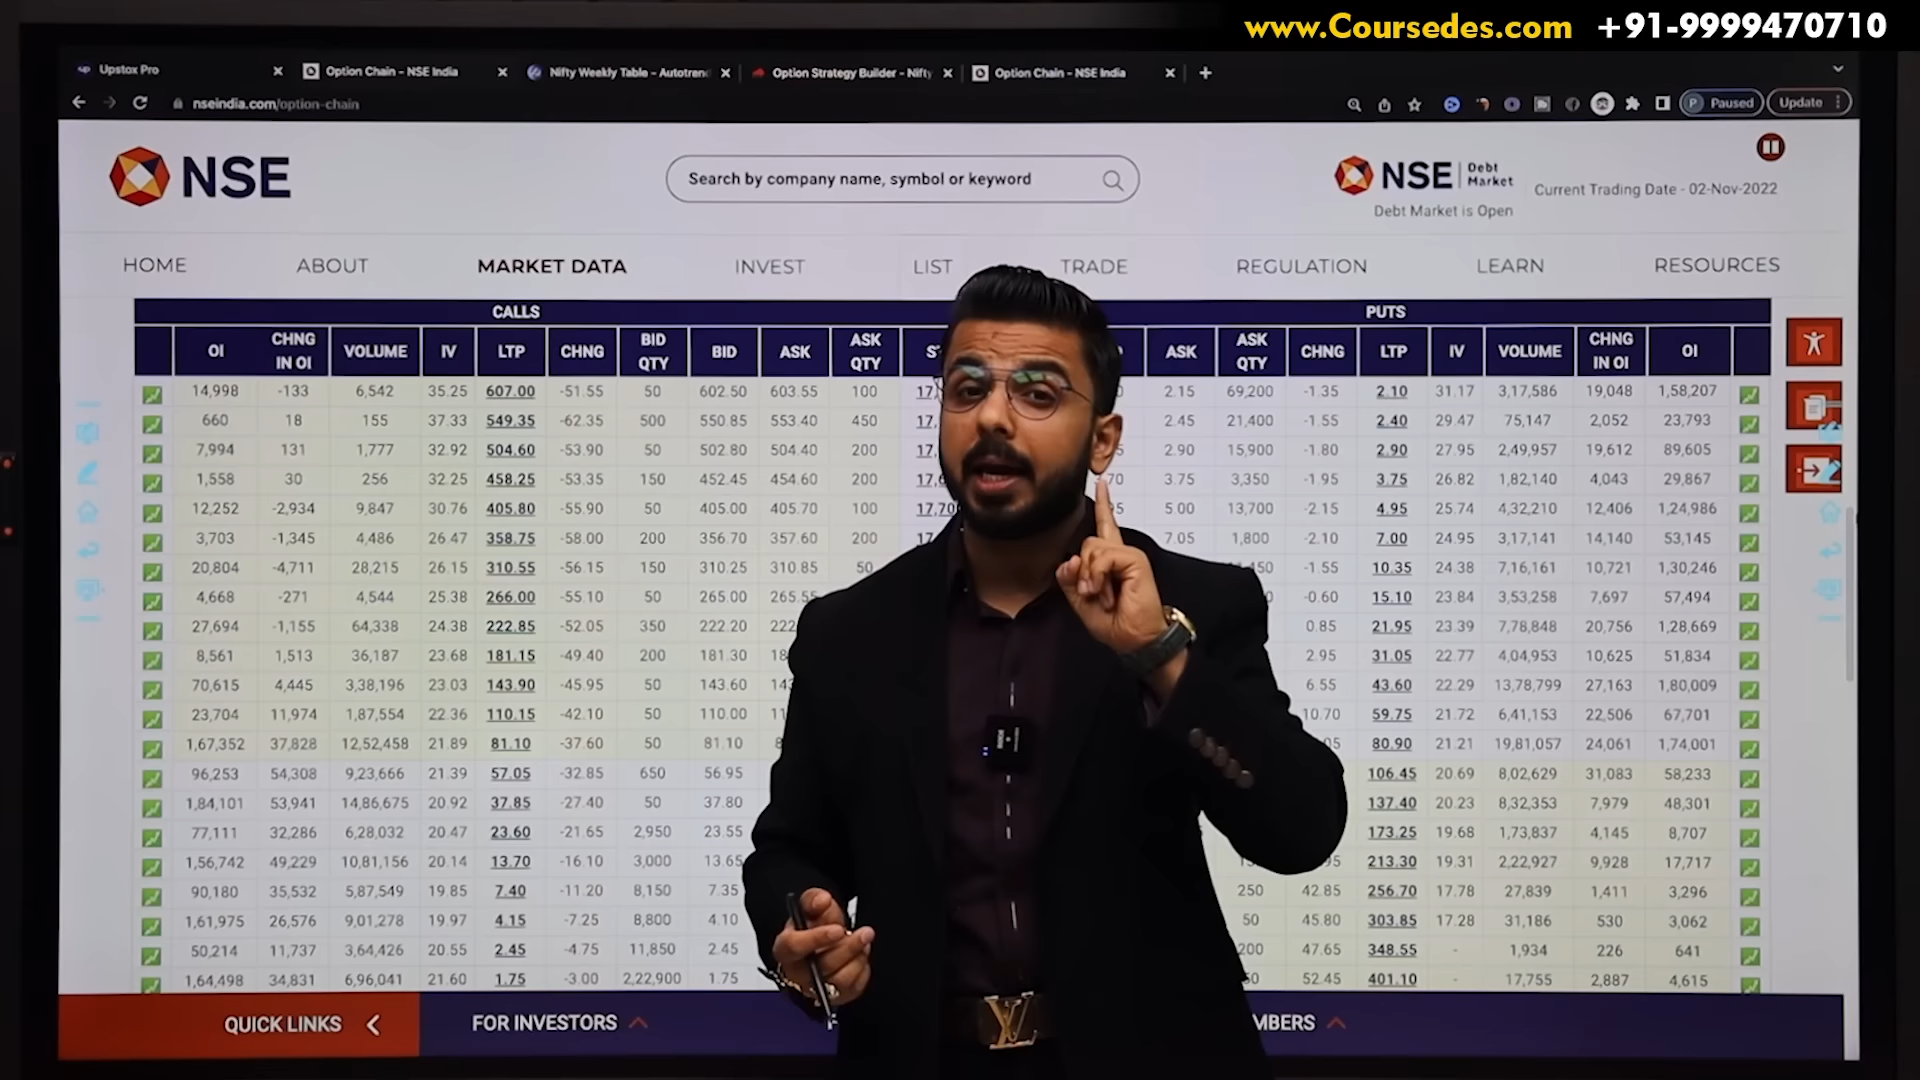 www.Coursedes.com +91-9999470710
Upstox Pro
Option Chain - NSE India
Nifty Weekly Table - Autotrend
Option Strategy Builder - Nifty
Option Chain - NSE India
nseindia.com/option-chain
Paused
Update
NSE
Search by company name, symbol or keyword
NSE Debt Market
Current Trading Date - 02-Nov-2022
Debt Market is Open
HOME ABOUT MARKET DATA INVEST LIST TRADE REGULATION LEARN RESOURCES
CALLS PUTS
OI CHNG IN OI VOLUME IV LTP CHNG BID QTY BID ASK ASK QTY ASK ASK QTY CHNG LTP IV VOLUME CHNG IN OI OI
14,998 -133 6,542 35.25 607.00 -51.55 50 602.50 603.55 100 2.15 69,200 -1.35 2.10 31.17 3,17,586 19,048 1,58,207
660 18 155 37.33 549.35 -62.35 500 550.85 553.40 450 2.45 21,400 -1.55 2.40 29.47 75,147 2,052 23,793
7,994 131 1,777 32.92 504.60 -53.90 50 502.80 504.40 200 2.90 15,900 -1.80 2.90 27.95 2,49,957 19,612 89,605
1,558 30 256 32.25 458.25 -53.35 150 452.45 454.60 200 3.75 3,350 -1.95 3.75 26.82 1,82,140 4,043 29,867
12,252 -2,934 9,847 30.76 405.80 -55.90 50 405.00 405.70 100 17,700 5.00 13,700 -2.15 4.95 25.74 4,32,210 12,406 1,24,986
3,703 -1,345 4,486 26.47 358.75 -58.00 200 356.70 357.60 200 7.05 1,800 -2.10 7.00 24.95 3,17,141 14,140 53,145
20,804 -4,711 28,215 26.15 310.55 -56.15 150 310.25 310.85 50 -1.55 10.35 24.38 7,16,161 10,721 1,30,246
4,668 -271 4,544 25.38 266.00 -55.10 50 265.00 265.55 -0.60 15.10 23.84 3,53,258 7,697 57,494
27,694 -1,155 64,338 24.38 222.85 -52.05 350 222.20 0.85 21.95 23.39 7,78,848 20,756 1,28,669
8,561 1,513 36,187 23.68 181.15 -49.40 200 181.30 2.95 31.05 22.77 4,04,953 10,625 51,834
70,615 4,445 3,38,196 23.03 143.90 -45.95 50 143.60 6.55 43.60 22.29 13,78,799 27,163 1,80,009
23,704 11,974 1,87,554 22.36 110.15 -42.10 50 110.00 10.70 59.75 21.72 6,41,153 22,506 67,701
1,67,352 37,828 12,52,458 21.89 81.10 -37.60 50 81.10 80.90 21.21 19,81,057 24,061 1,74,001
96,253 54,308 9,23,666 21.39 57.05 -32.85 650 56.95 106.45 20.69 8,02,629 31,083 58,233
1,84,101 53,941 14,86,675 20.92 37.85 -27.40 50 37.80 137.40 20.23 8,32,353 7,979 48,301
77,111 32,286 6,28,032 20.47 23.60 -21.65 2,950 23.55 173.25 19.68 1,73,837 4,145 8,707
1,56,742 49,229 10,81,156 20.14 13.70 -16.10 3,000 13.65 213.30 19.31 2,22,927 9,928 17,717
90,180 35,532 5,87,549 19.85 7.40 -11.20 8,150 7.35 250 42.85 256.70 17.78 27,839 1,411 3,296
1,61,975 26,576 9,01,278 19.97 4.15 -7.25 8,800 4.10 50 45.80 303.85 17.28 31,186 530 3,062
50,214 11,737 3,64,426 20.55 2.45 -4.75 11,850 2.45 200 47.65 348.55 - 1,934 226 641
1,64,498 34,831 6,96,041 21.60 1.75 -3.00 2,22,900 1.75 52.45 401.10 - 17,755 2,887 4,615
QUICK LINKS FOR INVESTORS MBERS